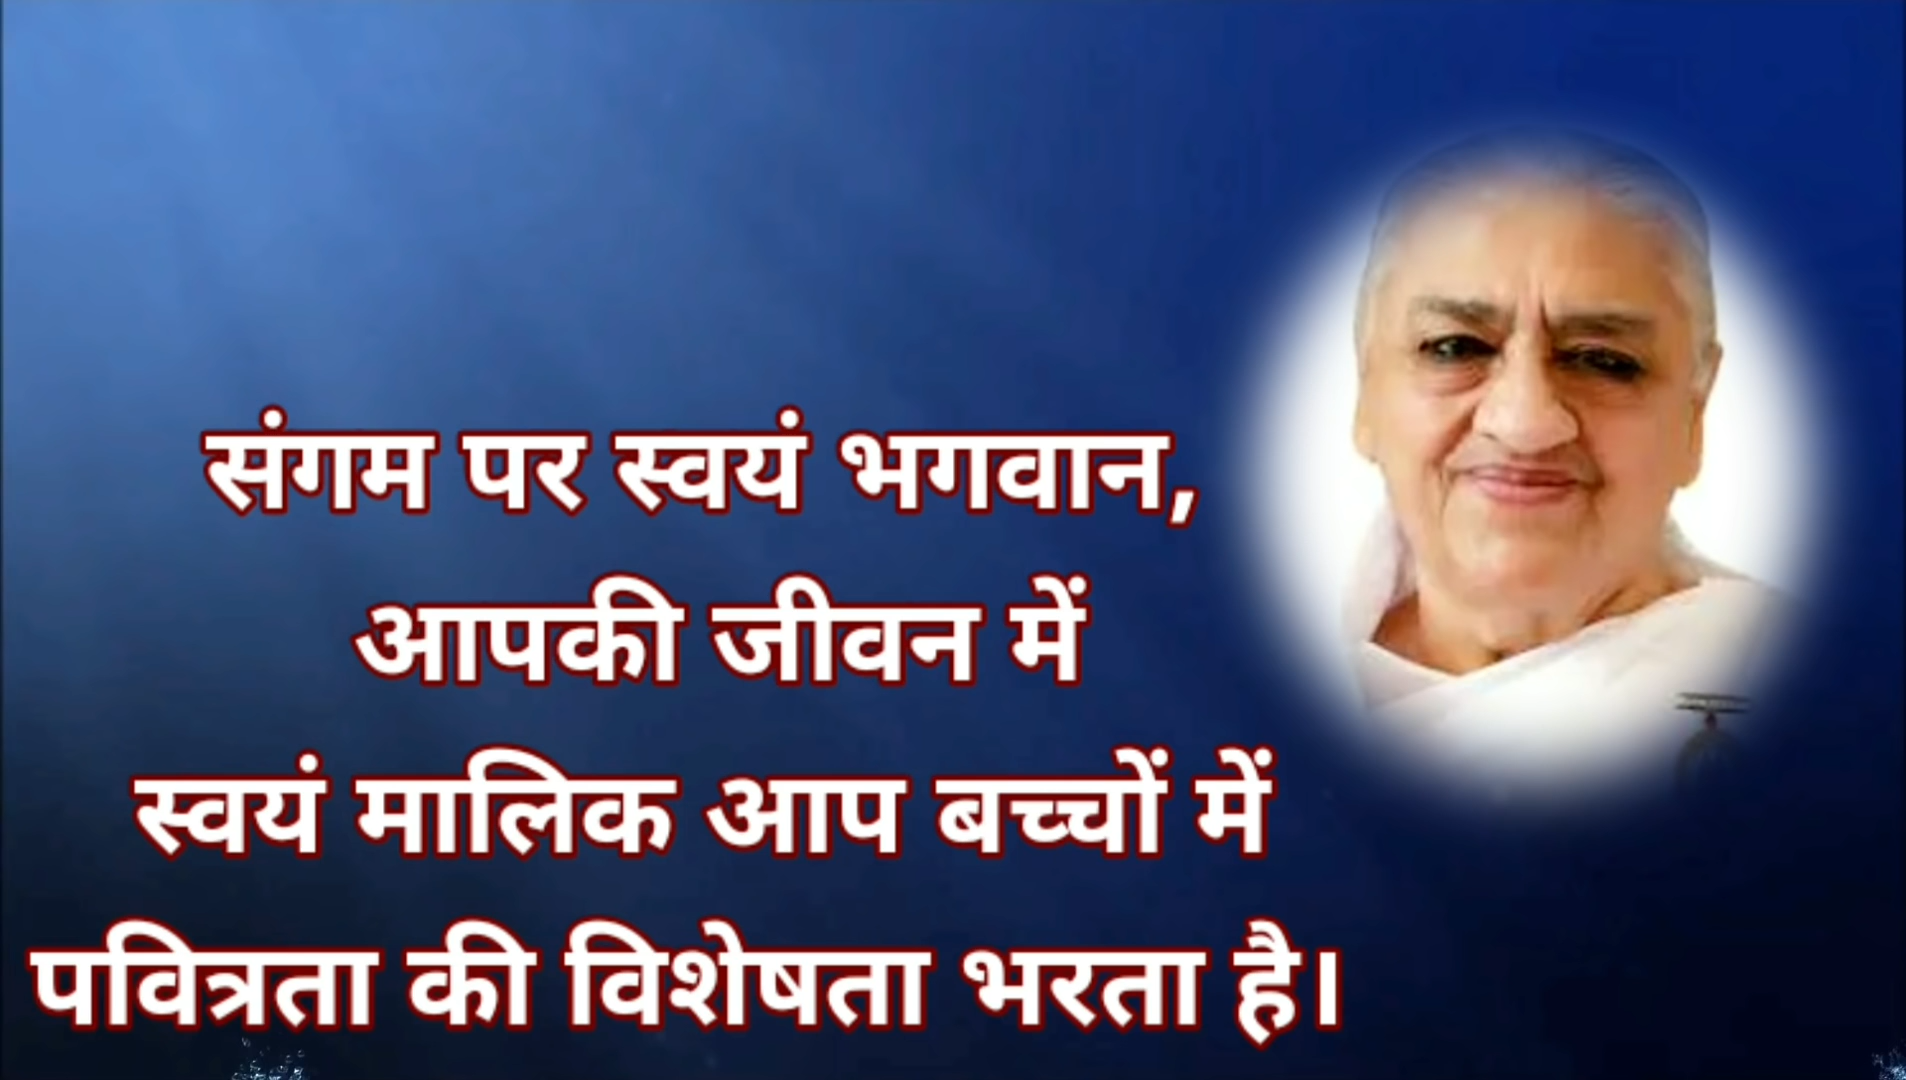 संगम पर स्वयं भगवान,
आपकी जीवन में
स्वयं मालिक आप बच्चों में
पवित्रता की विशेषता भरता है।